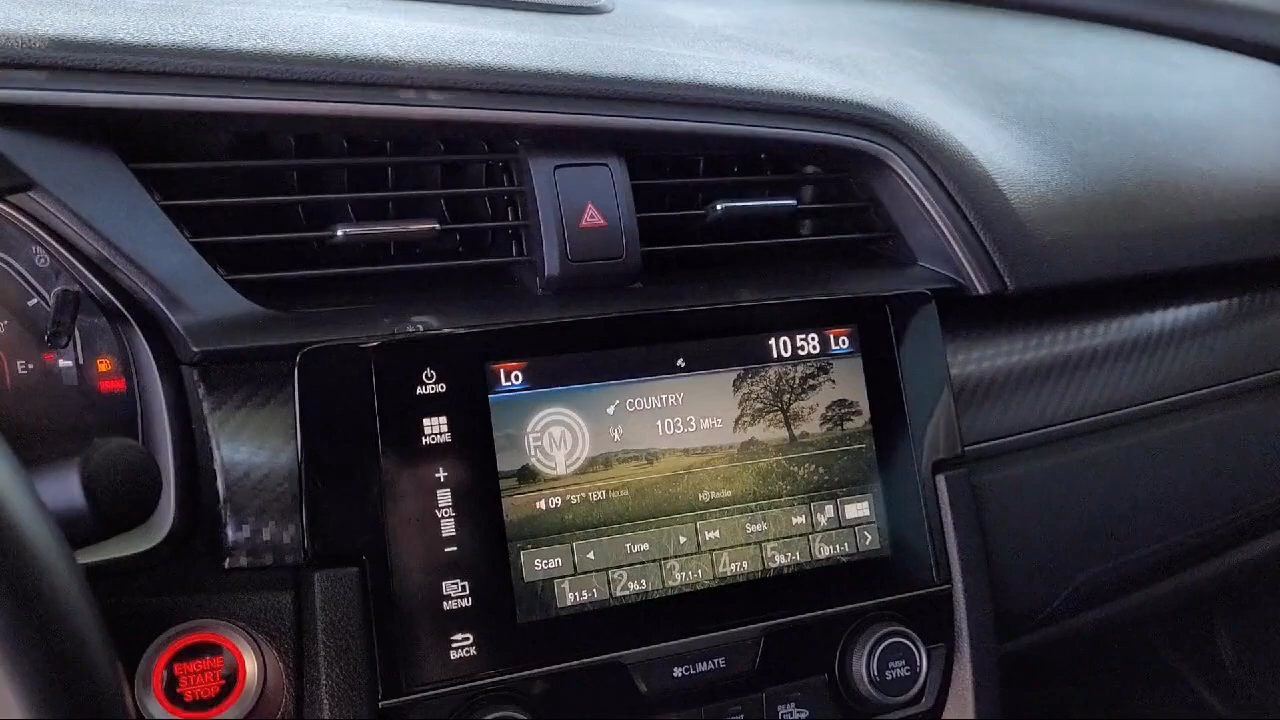 10 58 Lo
Lo
AUDIO
COUNTRY
103.3 MHz
FM
HOME
VOL
09 "ST" TEXT
HD Radio
Scan
Tune
Seek
1 91.5-1
2 96.3
3 97.1-1
4 97.9
5 98.7-1
6 101.1-1
MENU
BACK
E
BRAKE
ENGINE
START
STOP
CLIMATE
PUSH
SYNC
REAR